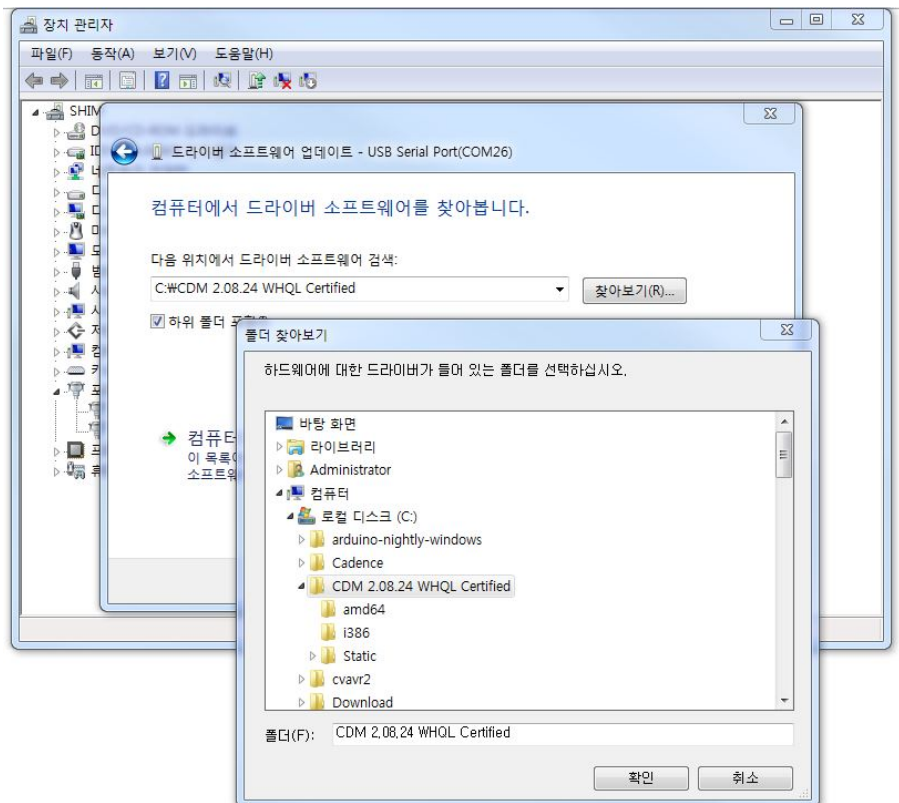 장치 관리자
파일(F) 동작(A) 보기(V) 도움말(H)
드라이버 소프트웨어 업데이트 - USB Serial Port(COM26)
컴퓨터에서 드라이버 소프트웨어를 찾아봅니다.
다음 위치에서 드라이버 소프트웨어 검색:
C:₩CDM 2.08.24 WHQL Certified
찾아보기(R)...
하위 폴더
컴퓨터
이
소프트웨
폴더 찾아보기
하드웨어에 대한 드라이버가 들어 있는 폴더를 선택하십시오.
바탕 화면
라이브러리
Administrator
컴퓨터
로컬 디스크 (C:)
arduino-nightly-windows
Cadence
CDM 2.08.24 WHQL Certified
amd64
i386
Static
cvavr2
Download
폴더(F): CDM 2,08,24 WHQL Certified
확인 취소